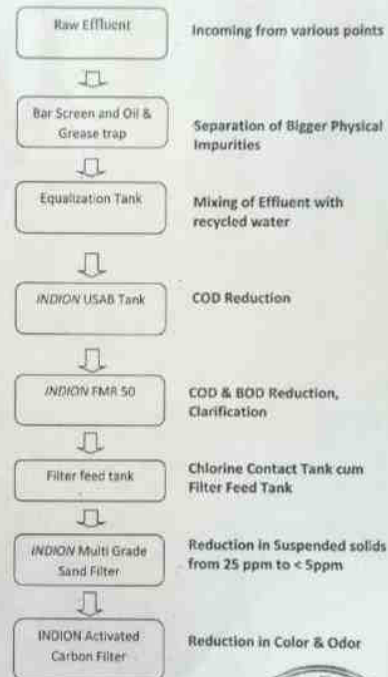 Raw Effluent
Incoming from various points
Bar Screen and Oil &
Grease trap
Separation of Bigger Physical
Impurities
Equalization Tank
Mixing of Effluent with
recycled water
INDION USAB Tank
COD Reduction
INDION FMR 50
COD & BOD Reduction,
Clarification
Filter feed tank
Chlorine Contact Tank cum
Filter Feed Tank
INDION Multi Grade
Sand Filter
Reduction in Suspended solids
from 25 ppm to < 5ppm
INDION Activated
Carbon Filter
Reduction in Color & Odor